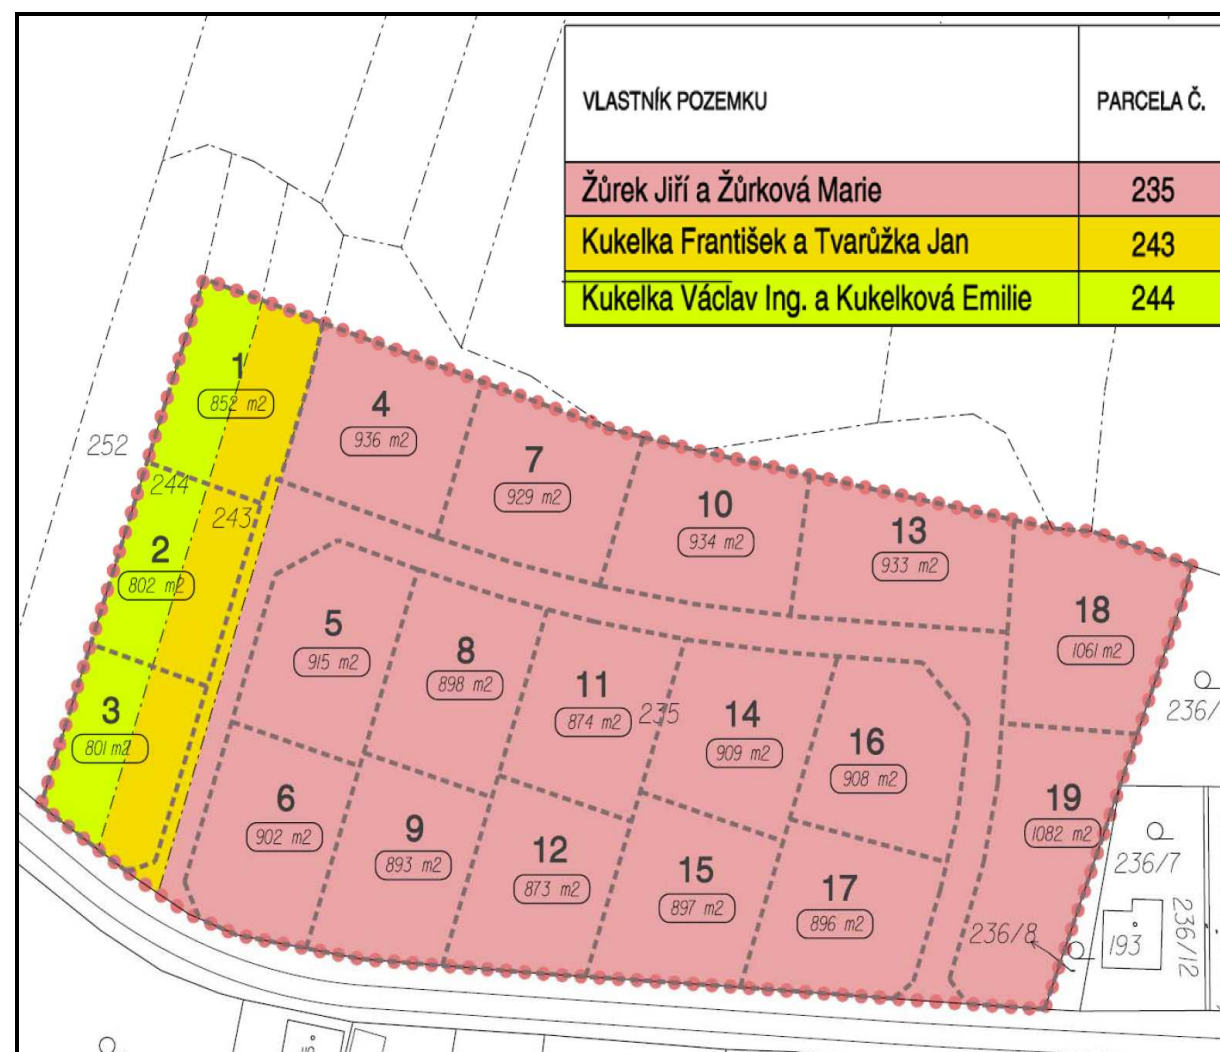 VLASTNÍK POZEMKU PARCELA Č.
Žůrek Jiří a Žůrková Marie 235
Kukelka František a Tvarůžka Jan 243
Kukelka Václav Ing. a Kukelková Emilie 244
1
852 m2
4
936 m2
252
7
929 m2
244
243
10
934 m2
13
933 m2
2
802 m2
5
915 m2
8
898 m2
18
1061 m2
11
874 m2
235
3
801 m2
14
909 m2
236/
16
908 m2
6
902 m2
9
893 m2
19
1082 m2
12
873 m2
236/7
15
897 m2
17
896 m2
236/8
193
236/12